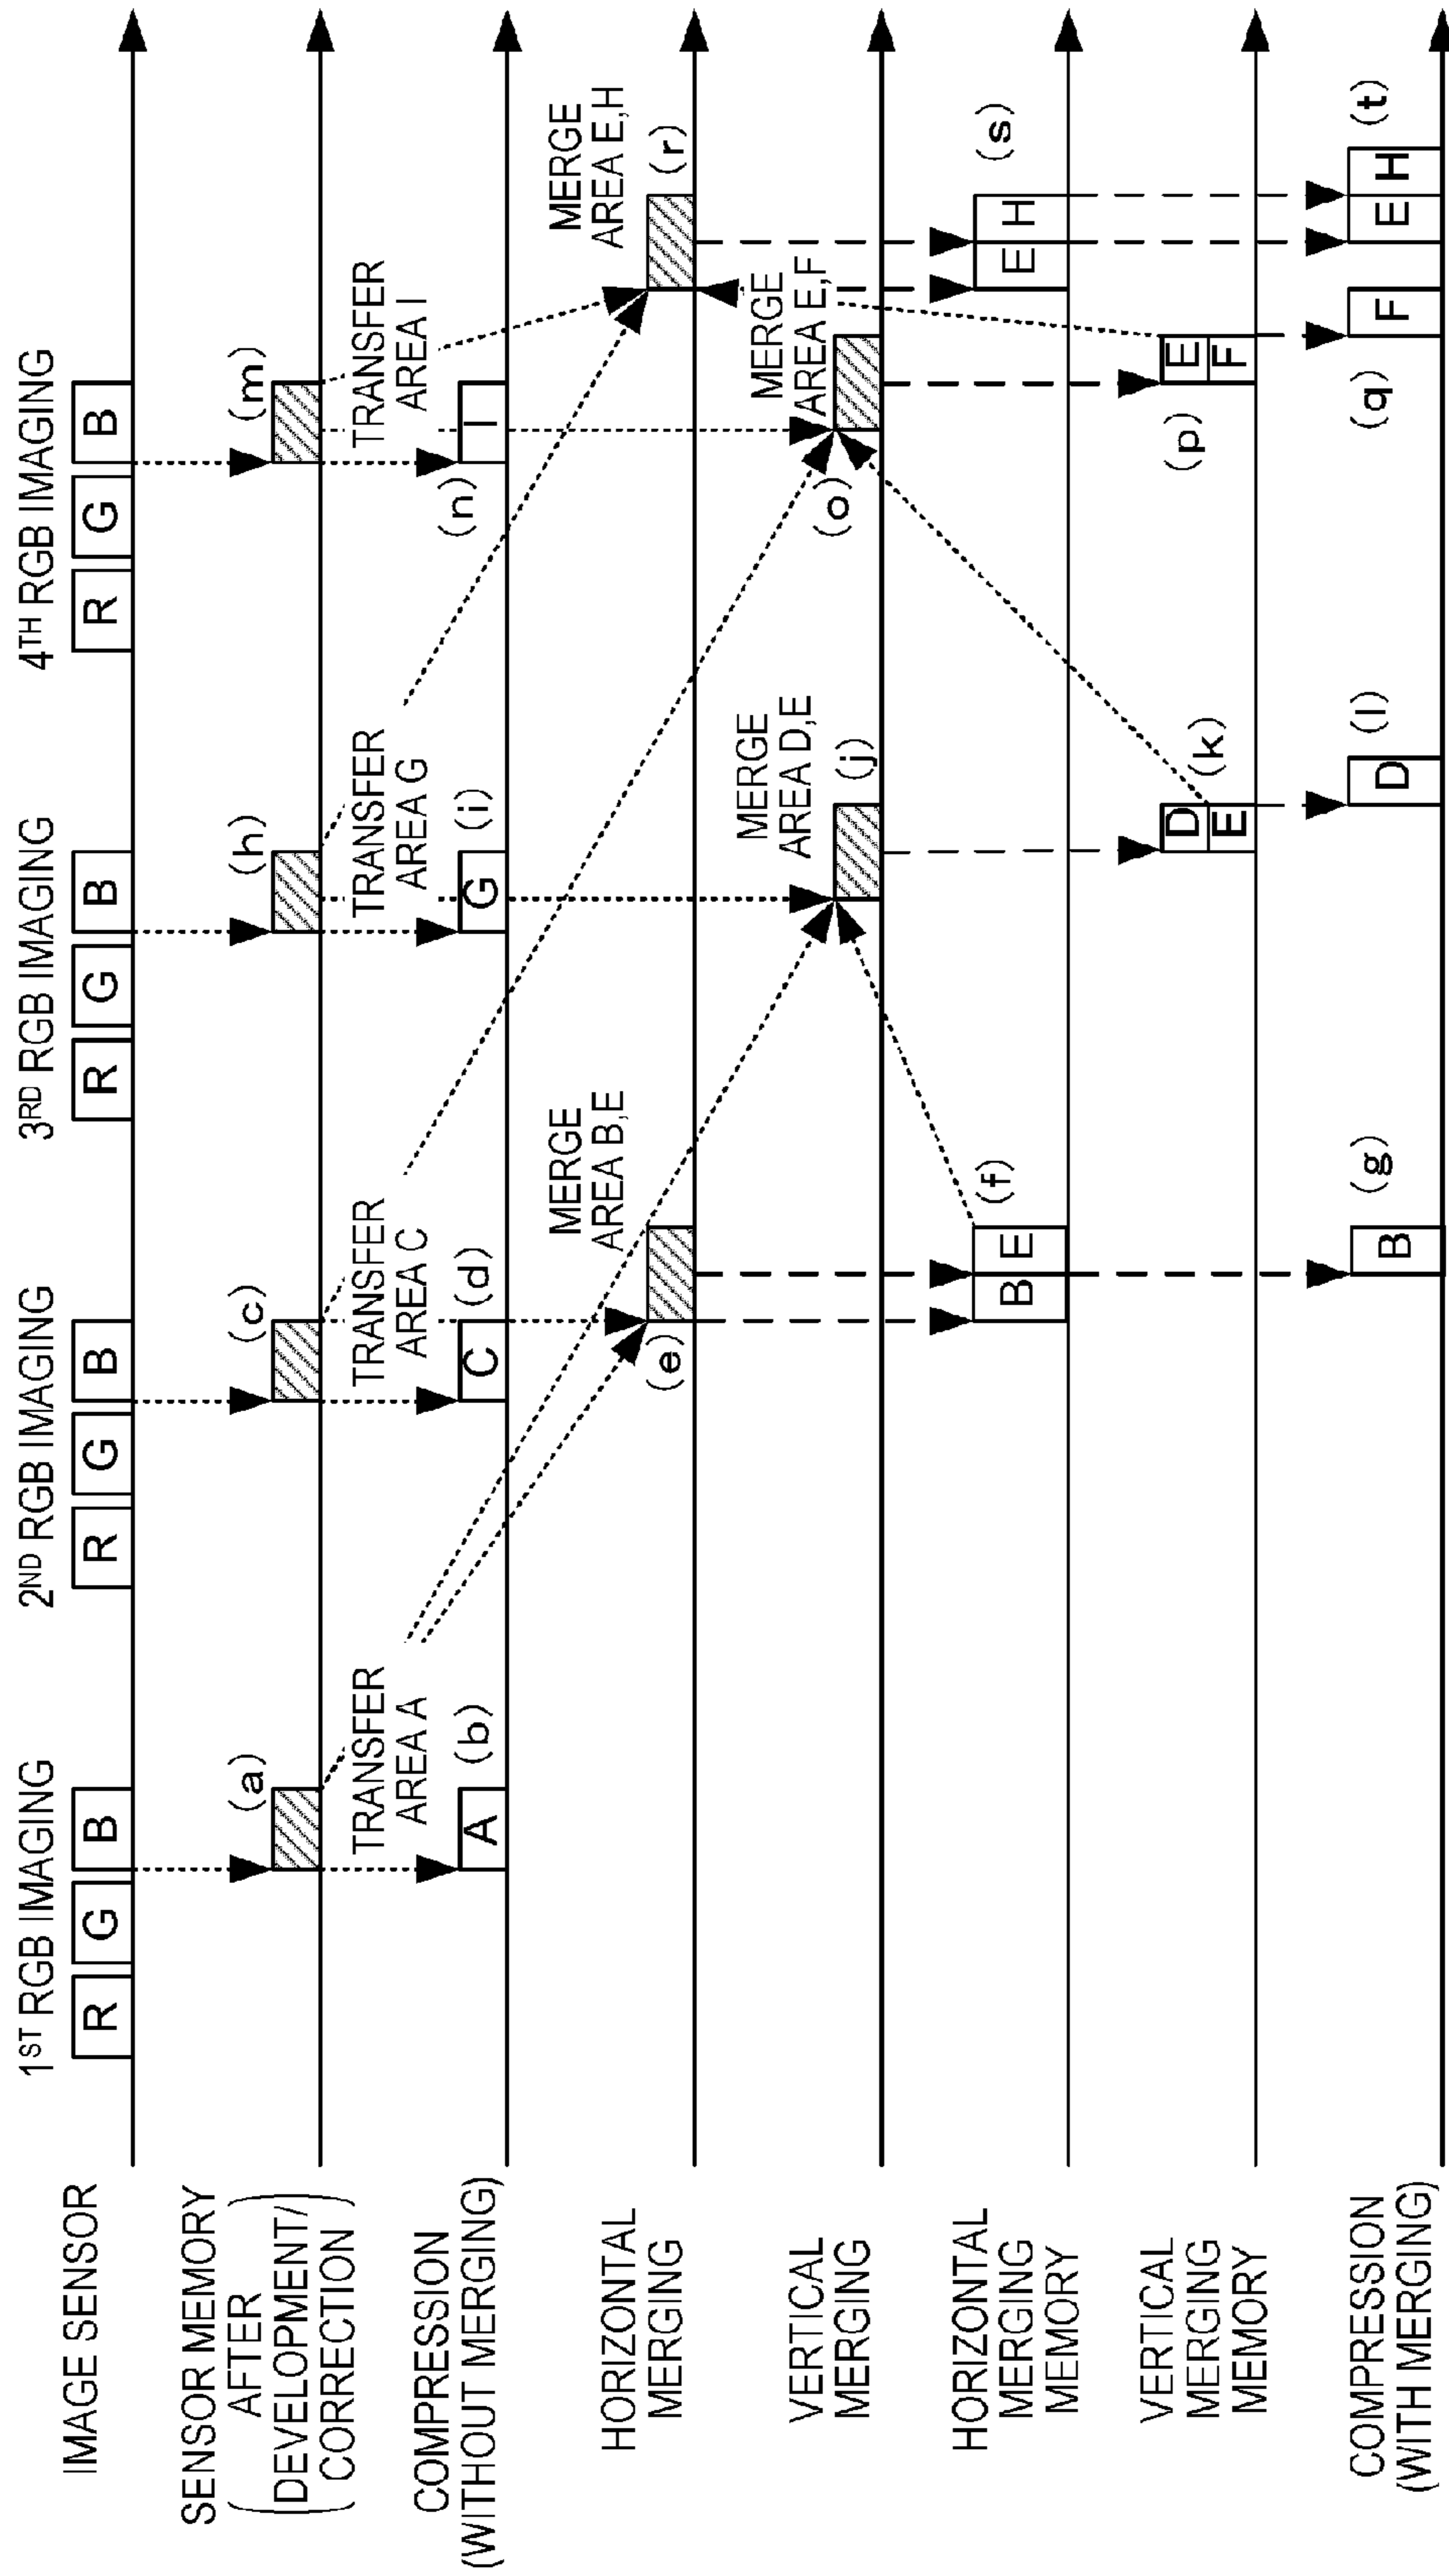 1ST RGB IMAGING
2ND RGB IMAGING
3RD RGB IMAGING
4TH RGB IMAGING
IMAGE SENSOR
R G B
R G B
R G B
R G B
SENSOR MEMORY
AFTER
(DEVELOPMENT/
CORRECTION)
(a)
(c)
(h)
(m)
TRANSFER
AREA A
TRANSFER
AREA C
TRANSFER
AREA G
TRANSFER
AREA I
COMPRESSION
(WITHOUT MERGING)
A (b)
C (d)
G (i)
(n) I
HORIZONTAL
MERGING
(e)
MERGE
AREA B,E
MERGE
AREA E,H
(r)
VERTICAL
MERGING
MERGE
AREA D,E
(j)
(o)
MERGE
AREA E,F
HORIZONTAL
MERGING
MEMORY
B E (f)
E H (s)
VERTICAL
MERGING
MEMORY
D
E
(k)
(p)
E
F
COMPRESSION
(WITH MERGING)
B (g)
D (l)
(q) F
E H (t)